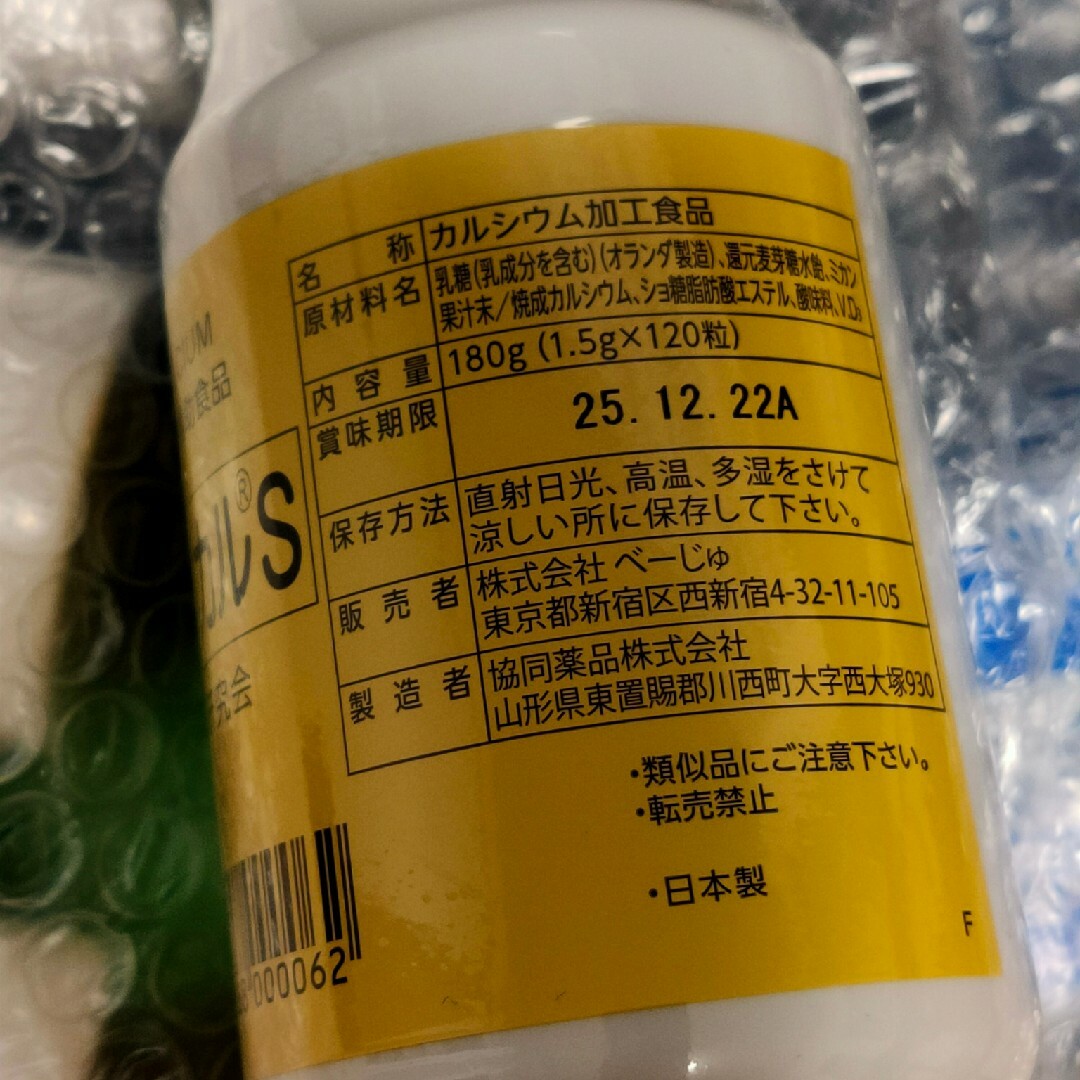 名称 カルシウム加工食品
原材料名 乳糖(乳成分を含む)(オランダ製造)、還元麦芽糖水飴、ミカン
果汁末/焼成カルシウム、ショ糖脂肪酸エステル、酸味料、V.D₃
内容量 180g (1.5g×120粒)
賞味期限 25.12.22A
保存方法 直射日光、高温、多湿をさけて
涼しい所に保存して下さい。
販売者 株式会社 べーじゅ
東京都新宿区西新宿4-32-11-105
製造者 協同薬品株式会社
山形県東置賜郡川西町大字西大塚930
・類似品にご注意下さい。
・転売禁止
・日本製
F
食品
カルS®
究会
000062